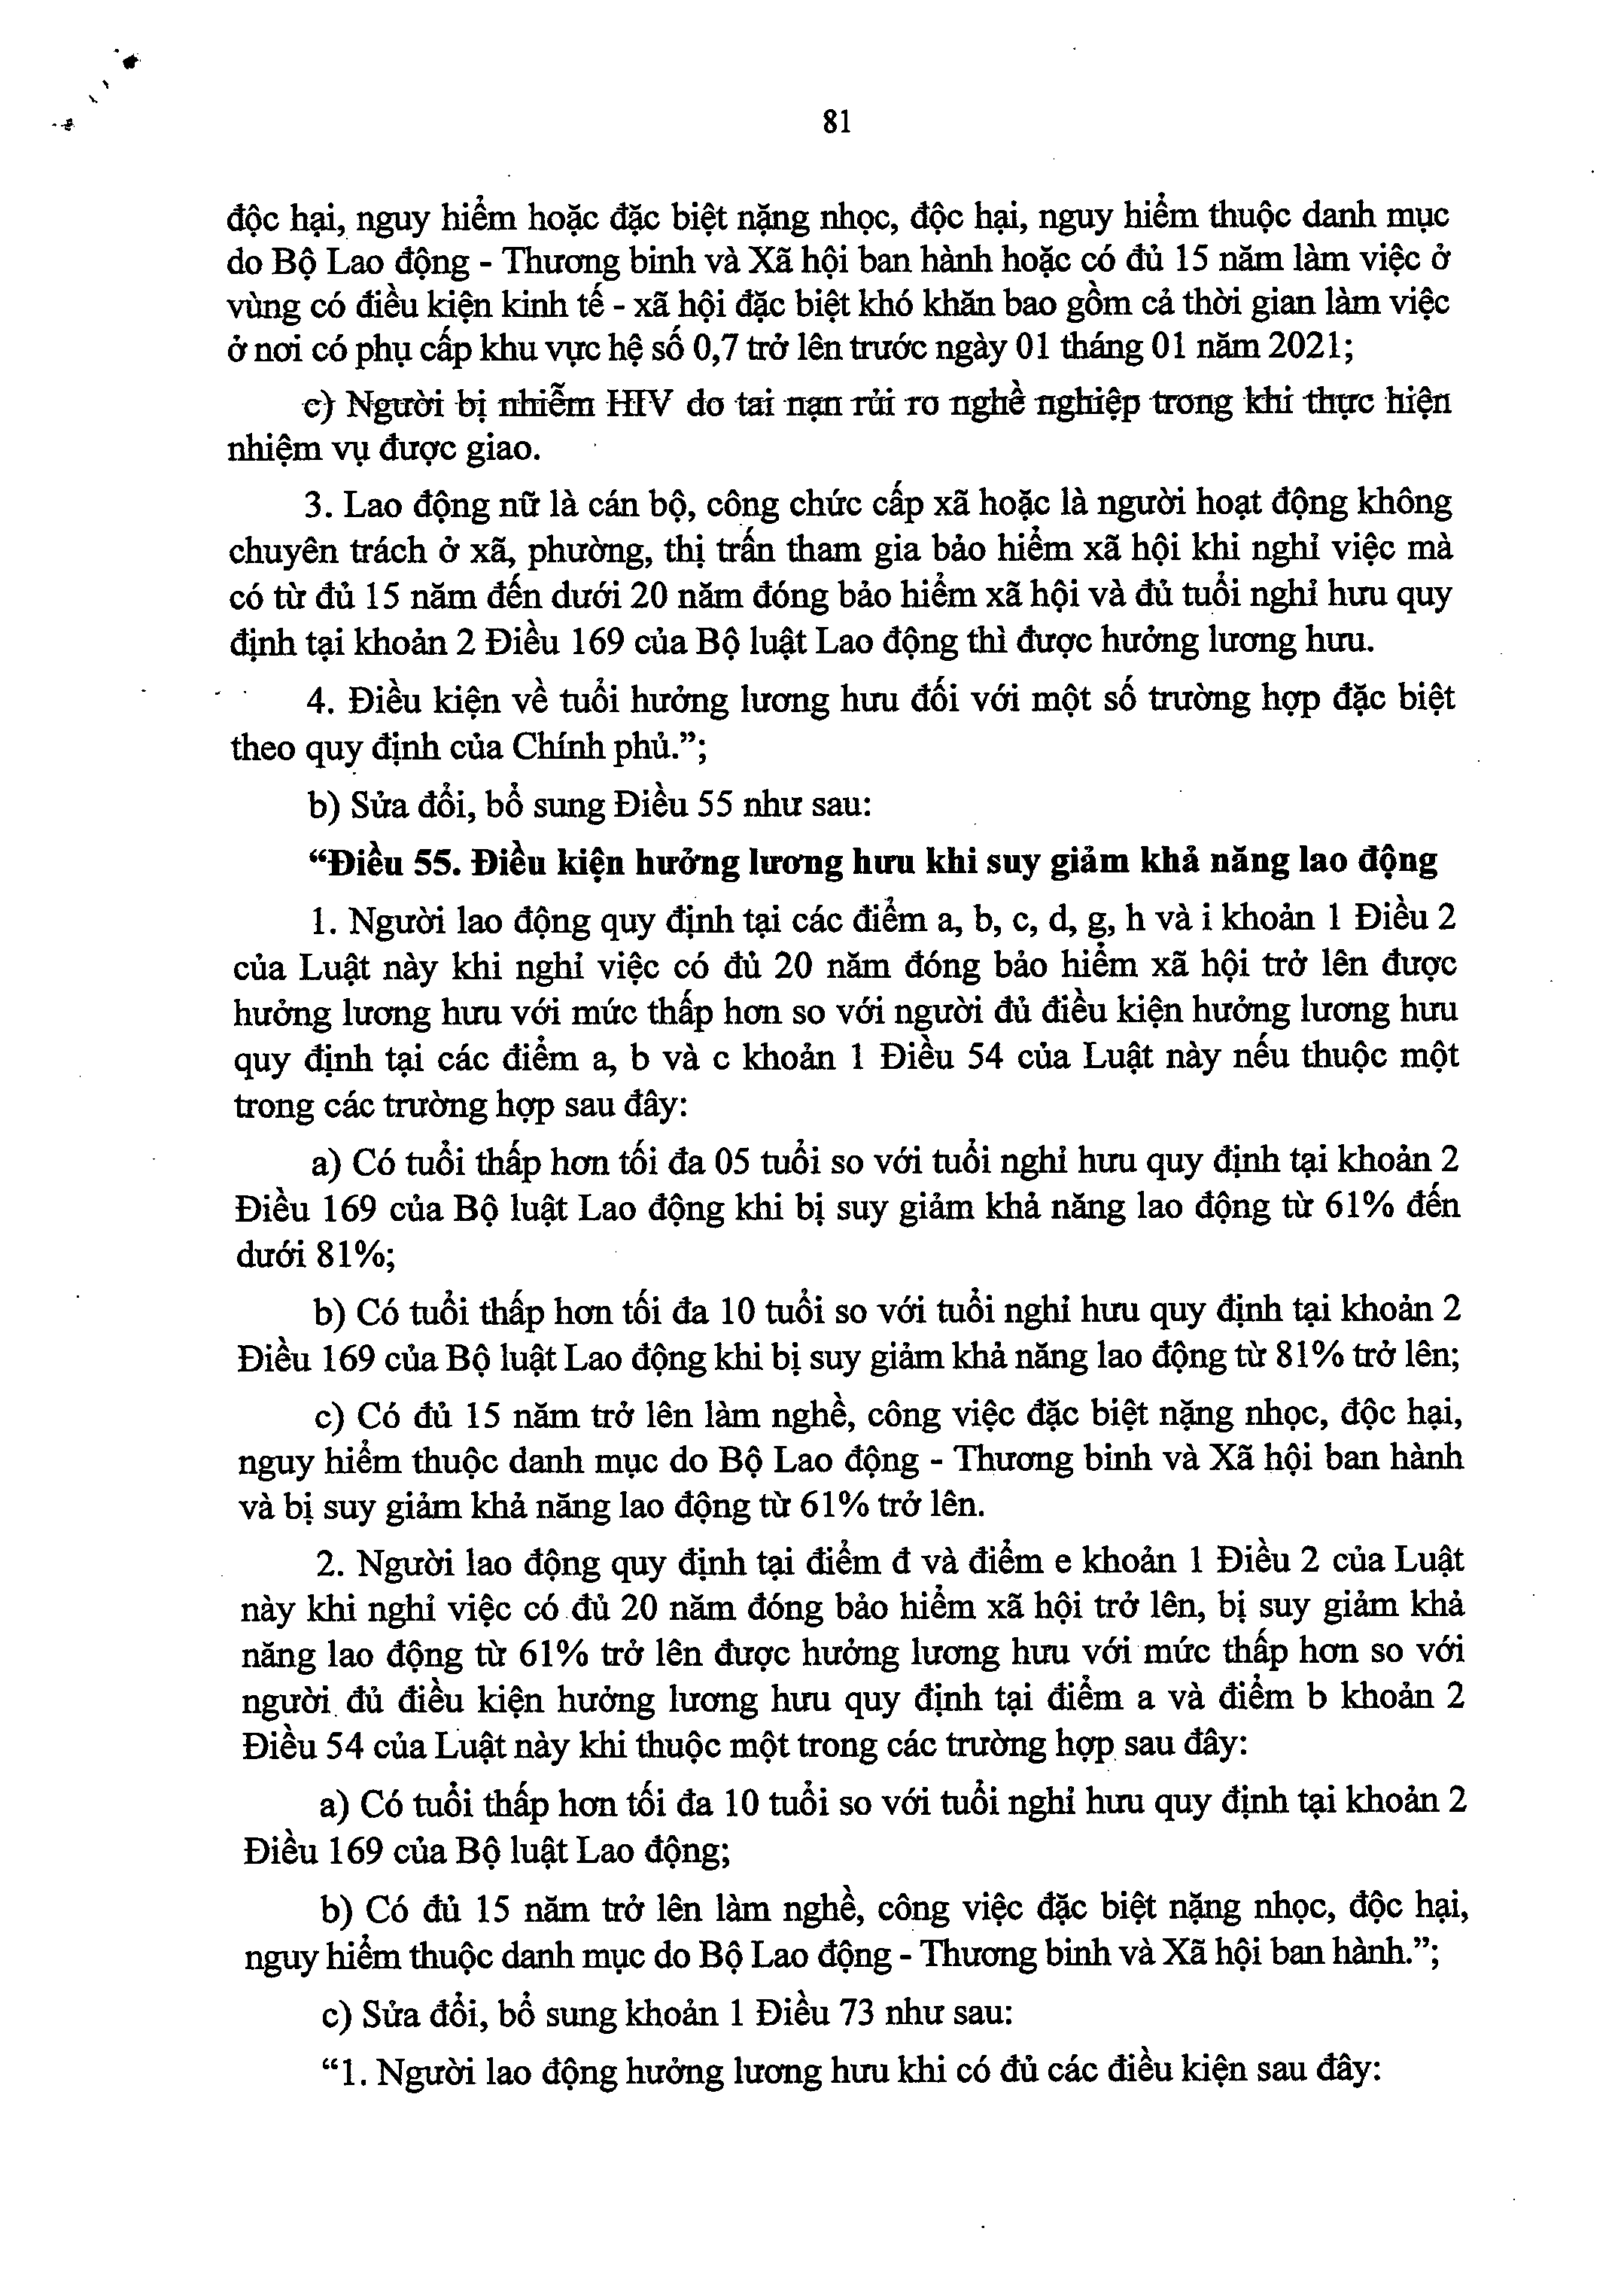 81
độc hại, nguy hiểm hoặc đặc biệt nặng nhọc, độc hại, nguy hiểm thuộc danh mục
do Bộ Lao động - Thương binh và Xã hội ban hành hoặc có đủ 15 năm làm việc ở
vùng có điều kiện kinh tế - xã hội đặc biệt khó khăn bao gồm cả thời gian làm việc
ở nơi có phụ cấp khu vực hệ số 0,7 trở lên trước ngày 01 tháng 01 năm 2021;
c) Người bị nhiễm HIV do tai nạn rủi ro nghề nghiệp trong khi thực hiện
nhiệm vụ được giao.
3. Lao động nữ là cán bộ, công chức cấp xã hoặc là người hoạt động không
chuyên trách ở xã, phường, thị trấn tham gia bảo hiểm xã hội khi nghỉ việc mà
có từ đủ 15 năm đến dưới 20 năm đóng bảo hiểm xã hội và đủ tuổi nghỉ hưu quy
định tại khoản 2 Điều 169 của Bộ luật Lao động thì được hưởng lương hưu.
4. Điều kiện về tuổi hưởng lương hưu đối với một số trường hợp đặc biệt
theo quy định của Chính phủ.”;
b) Sửa đổi, bổ sung Điều 55 như sau:
“Điều 55. Điều kiện hưởng lương hưu khi suy giảm khả năng lao động
1. Người lao động quy định tại các điểm a, b, c, d, g, h và i khoản 1 Điều 2
của Luật này khi nghỉ việc có đủ 20 năm đóng bảo hiểm xã hội trở lên được
hưởng lương hưu với mức thấp hơn so với người đủ điều kiện hưởng lương hưu
quy định tại các điểm a, b và c khoản 1 Điều 54 của Luật này nếu thuộc một
trong các trường hợp sau đây:
a) Có tuổi thấp hơn tối đa 05 tuổi so với tuổi nghỉ hưu quy định tại khoản 2
Điều 169 của Bộ luật Lao động khi bị suy giảm khả năng lao động từ 61% đến
dưới 81%;
b) Có tuổi thấp hơn tối đa 10 tuổi so với tuổi nghỉ hưu quy định tại khoản 2
Điều 169 của Bộ luật Lao động khi bị suy giảm khả năng lao động từ 81% trở lên;
c) Có đủ 15 năm trở lên làm nghề, công việc đặc biệt nặng nhọc, độc hại,
nguy hiểm thuộc danh mục do Bộ Lao động - Thương binh và Xã hội ban hành
và bị suy giảm khả năng lao động từ 61% trở lên.
2. Người lao động quy định tại điểm đ và điểm e khoản 1 Điều 2 của Luật
này khi nghỉ việc có đủ 20 năm đóng bảo hiểm xã hội trở lên, bị suy giảm khả
năng lao động từ 61% trở lên được hưởng lương hưu với mức thấp hơn so với
người đủ điều kiện hưởng lương hưu quy định tại điểm a và điểm b khoản 2
Điều 54 của Luật này khi thuộc một trong các trường hợp sau đây:
a) Có tuổi thấp hơn tối đa 10 tuổi so với tuổi nghỉ hưu quy định tại khoản 2
Điều 169 của Bộ luật Lao động;
b) Có đủ 15 năm trở lên làm nghề, công việc đặc biệt nặng nhọc, độc hại,
nguy hiểm thuộc danh mục do Bộ Lao động - Thương binh và Xã hội ban hành.”;
c) Sửa đổi, bổ sung khoản 1 Điều 73 như sau:
“1. Người lao động hưởng lương hưu khi có đủ các điều kiện sau đây: